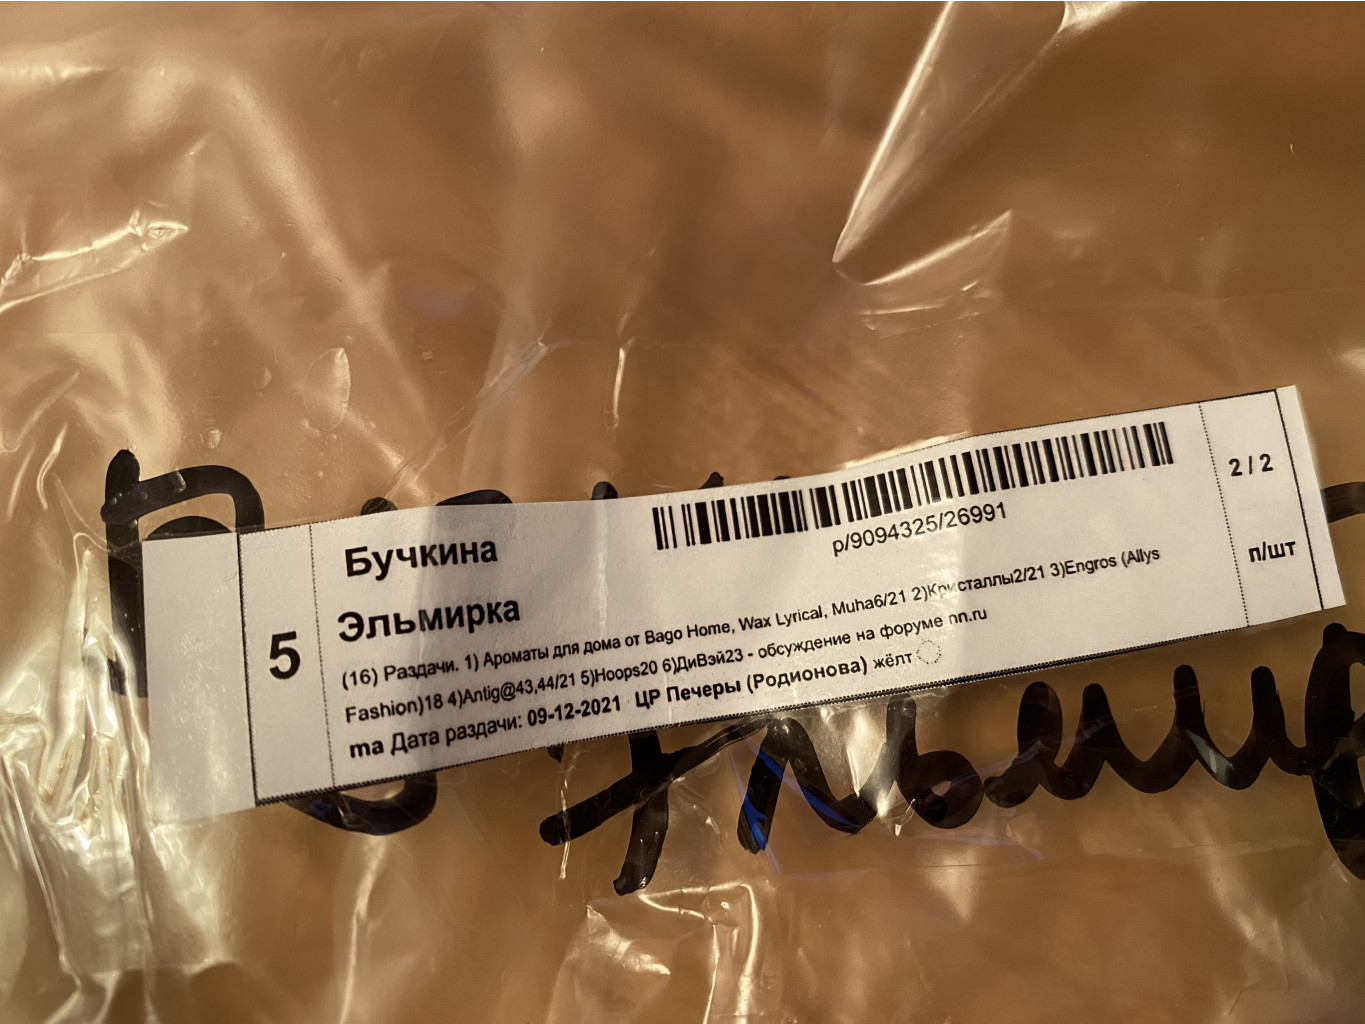 5
Бучкина
Эльмирка
p/9094325/26991
2 / 2
п/шт
(16) Раздачи. 1) Ароматы для дома от Bago Home, Wax Lyrical, Muha6/21 2)Кристаллы2/21 3)Engros (Allys
Fashion)18 4)Antig@43,44/21 5)Hoops20 6)ДиВэй23 - обсуждение на форуме nn.ru
ma Дата раздачи: 09-12-2021 ЦР Печеры (Родионова) жёлт